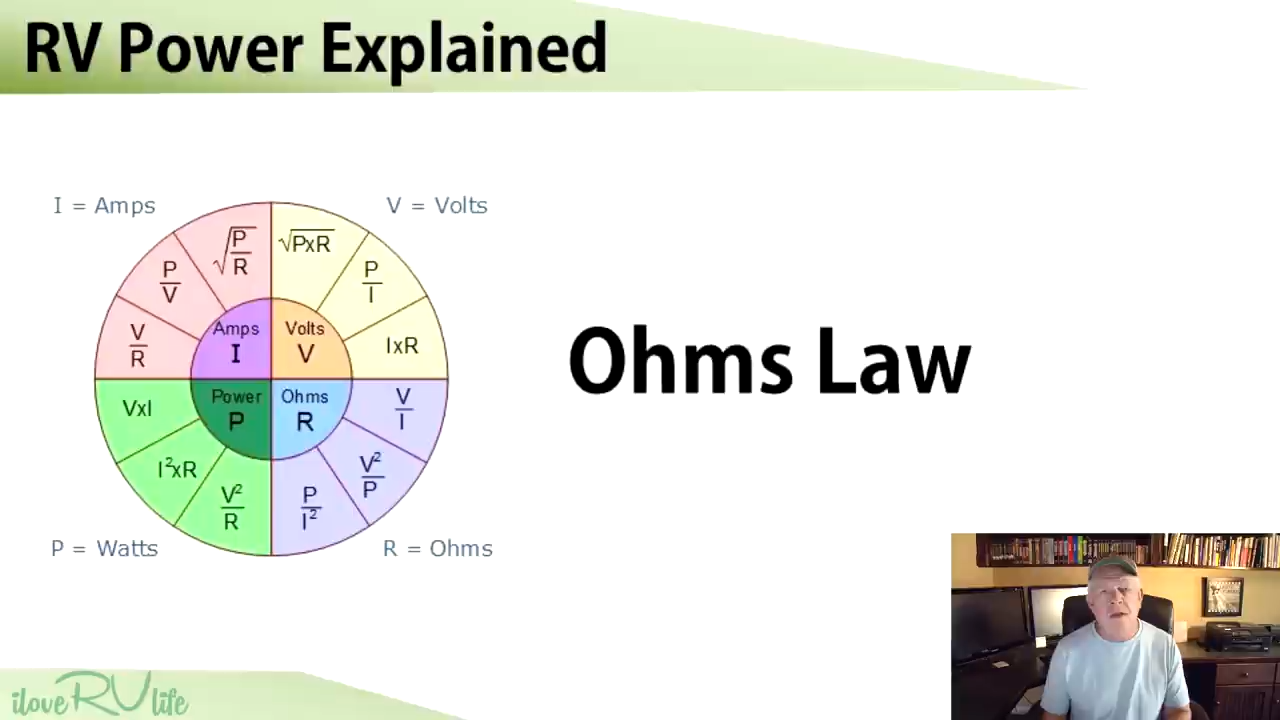 RV Power Explained
I = Amps
V = Volts
√P/R
√PxR
P/V
P/I
V/R
IxR
Amps
I
Volts
V
Power
P
Ohms
R
VxI
V/I
I²xR
V²/P
V²/R
P/I²
P = Watts
R = Ohms
Ohms Law
iloveRVlife